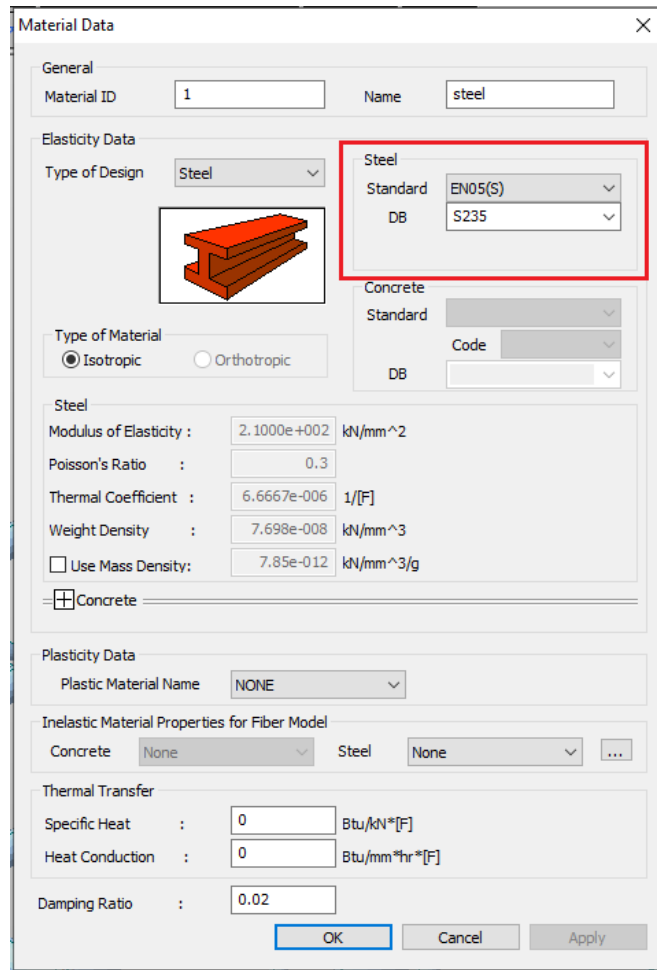 Material Data
General
Material ID 1 Name steel
Elasticity Data
Type of Design Steel
Steel
Standard EN05(S)
DB S235
Concrete
Standard
Code
DB
Type of Material
Isotropic Orthotropic
Steel
Modulus of Elasticity : 2.1000e+002 kN/mm^2
Poisson's Ratio : 0.3
Thermal Coefficient : 6.6667e-006 1/[F]
Weight Density : 7.698e-008 kN/mm^3
Use Mass Density: 7.85e-012 kN/mm^3/g
Concrete
Plasticity Data
Plastic Material Name NONE
Inelastic Material Properties for Fiber Model
Concrete None Steel None ...
Thermal Transfer
Specific Heat : 0 Btu/kN*[F]
Heat Conduction : 0 Btu/mm*hr*[F]
Damping Ratio : 0.02
OK Cancel Apply